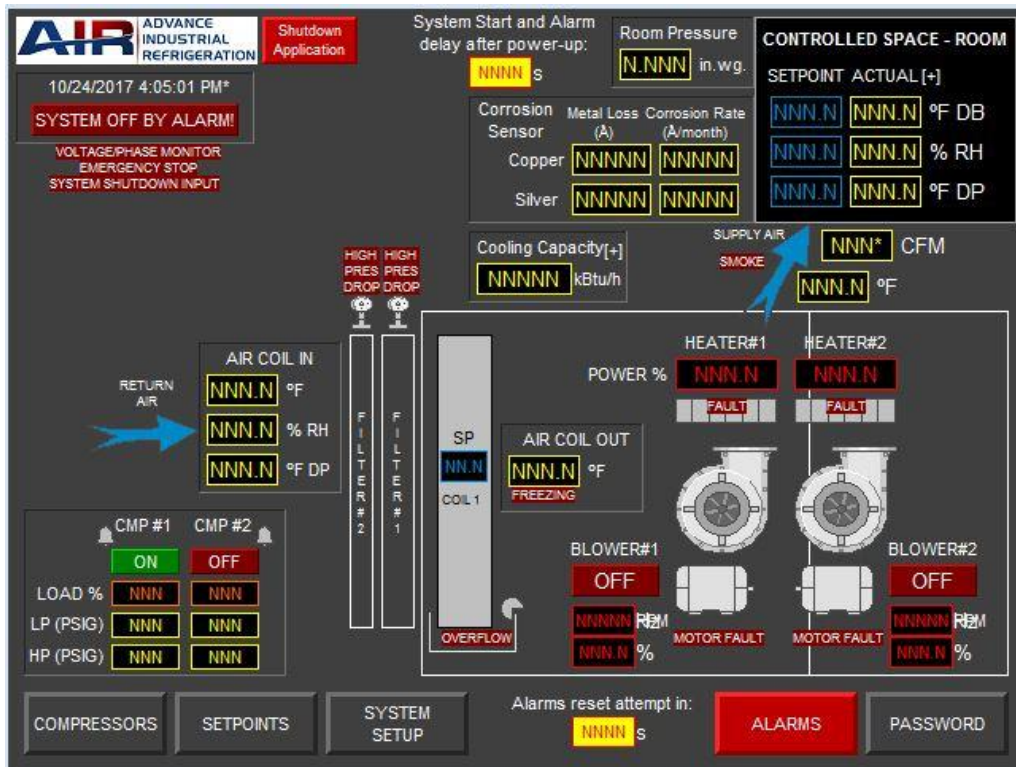 AIR
ADVANCE
INDUSTRIAL
REFRIGERATION
Shutdown
Application
10/24/2017 4:05:01 PM*
SYSTEM OFF BY ALARM!
VOLTAGE/PHASE MONITOR
EMERGENCY STOP
SYSTEM SHUTDOWN INPUT
System Start and Alarm
delay after power-up:
NNNN s
Room Pressure
N.NNN in.wg.
CONTROLLED SPACE - ROOM
SETPOINT ACTUAL [+]
NNN.N NNN.N ºF DB
NNN.N NNN.N % RH
NNN.N NNN.N ºF DP
Corrosion
Sensor
Metal Loss Corrosion Rate
(Å) (Å/month)
Copper NNNNN NNNNN
Silver NNNNN NNNNN
Cooling Capacity[+]
NNNNN kBtu/h
SUPPLY AIR
SMOKE
NNN* CFM
NNN.N ºF
HIGH HIGH
PRES PRES
DROP DROP
FILTER#2
FILTER#1
RETURN
AIR
AIR COIL IN
NNN.N ºF
NNN.N % RH
NNN.N ºF DP
SP
NN.N
COIL 1
OVERFLOW
AIR COIL OUT
NNN.N ºF
FREEZING
HEATER#1 HEATER#2
POWER % NNN.N NNN.N
FAULT FAULT
BLOWER#1
OFF
NNNNN
NNN.N %
MOTOR FAULT
BLOWER#2
OFF
NNNNN
NNN.N %
MOTOR FAULT
CMP #1 CMP #2
ON OFF
LOAD % NNN NNN
LP (PSIG) NNN NNN
HP (PSIG) NNN NNN
COMPRESSORS
SETPOINTS
SYSTEM
SETUP
Alarms reset attempt in:
NNNN s
ALARMS
PASSWORD